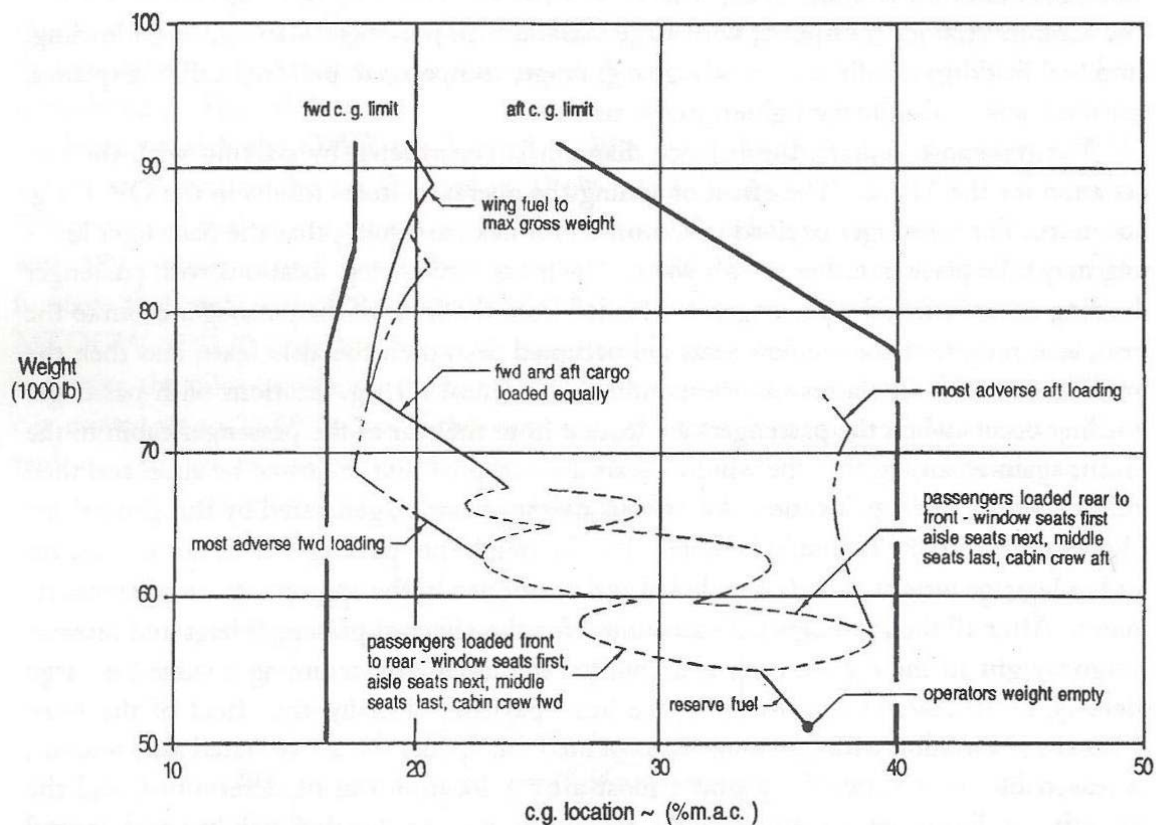 100
90
80
70
60
50
Weight
(1000 lb)
fwd c. g. limit
aft c. g. limit
wing fuel to
max gross weight
fwd and aft cargo
loaded equally
most adverse aft loading
most adverse fwd loading
passengers loaded rear to
front - window seats first
aisle seats next, middle
seats last, cabin crew aft
passengers loaded front
to rear - window seats first,
aisle seats next, middle
seats last, cabin crew fwd
reserve fuel
operators weight empty
10
20
30
40
50
c.g. location ~ (%m.a.c. )